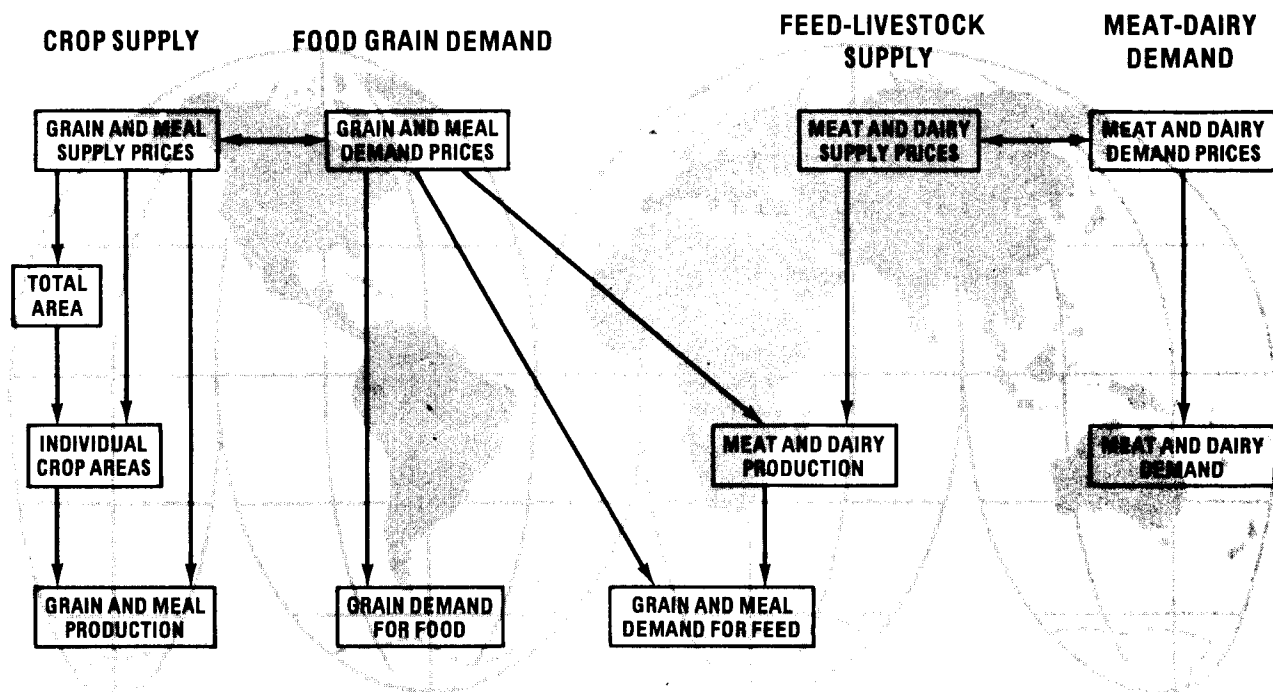 CROP SUPPLY
FOOD GRAIN DEMAND
FEED-LIVESTOCK
SUPPLY
MEAT-DAIRY
DEMAND
GRAIN AND MEAL
SUPPLY PRICES
GRAIN AND MEAL
DEMAND PRICES
MEAT AND DAIRY
SUPPLY PRICES
MEAT AND DAIRY
DEMAND PRICES
TOTAL
AREA
INDIVIDUAL
CROP AREAS
MEAT AND DAIRY
PRODUCTION
MEAT AND DAIRY
DEMAND
GRAIN AND MEAL
PRODUCTION
GRAIN DEMAND
FOR FOOD
GRAIN AND MEAL
DEMAND FOR FEED